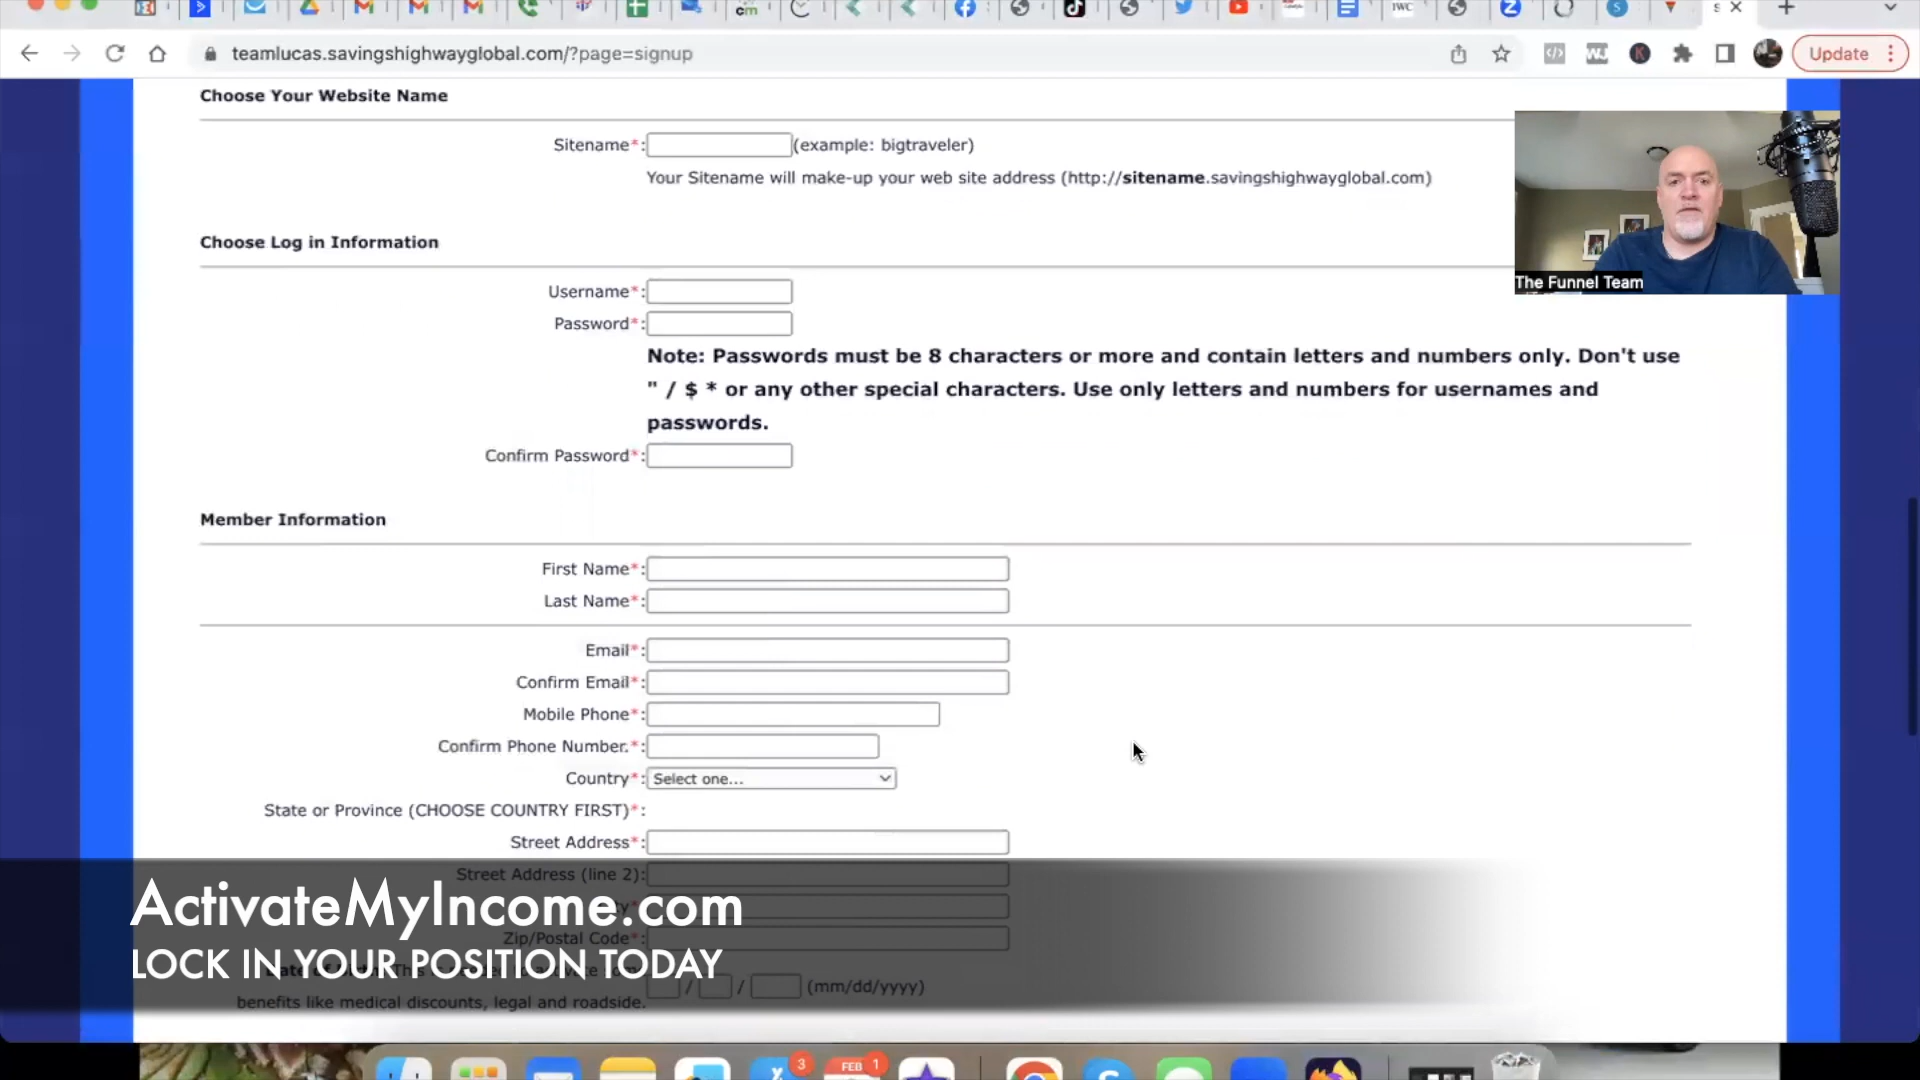 teamlucas.savingshighwayglobal.com/?page=signup
Update
Choose Your Website Name
Sitename*: (example: bigtraveler)
Your Sitename will make-up your web site address (http://sitename.savingshighwayglobal.com)
The Funnel Team
Choose Log in Information
Username*:
Password*:
Note: Passwords must be 8 characters or more and contain letters and numbers only. Don't use
" / $ * or any other special characters. Use only letters and numbers for usernames and
passwords.
Confirm Password*:
Member Information
First Name*:
Last Name*:
Email*:
Confirm Email*:
Mobile Phone*:
Confirm Phone Number.*:
Country*: Select one...
State or Province (CHOOSE COUNTRY FIRST)*:
Street Address*:
Street Address (line 2):
ActivateMyIncome.com
Zip/Postal Code*:
LOCK IN YOUR POSITION TODAY
/ / (mm/dd/yyyy)
benefits like medical discounts, legal and roadside.
3
FEB 1